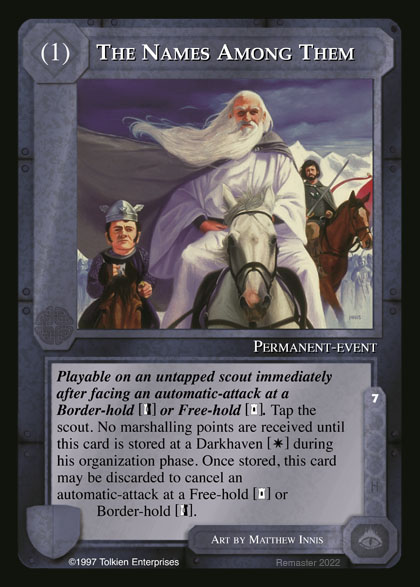 (1) THE NAMES AMONG THEM
INNIS
PERMANENT-EVENT
Playable on an untapped scout immediately
after facing an automatic-attack at a
Border-hold [] or Free-hold []. Tap the
scout. No marshalling points are received until
this card is stored at a Darkhaven [] during
his organization phase. Once stored, this card
may be discarded to cancel an
automatic-attack at a Free-hold [] or
Border-hold [].
7
H
ART BY MATTHEW INNIS
©1997 Tolkien Enterprises
Remaster 2022